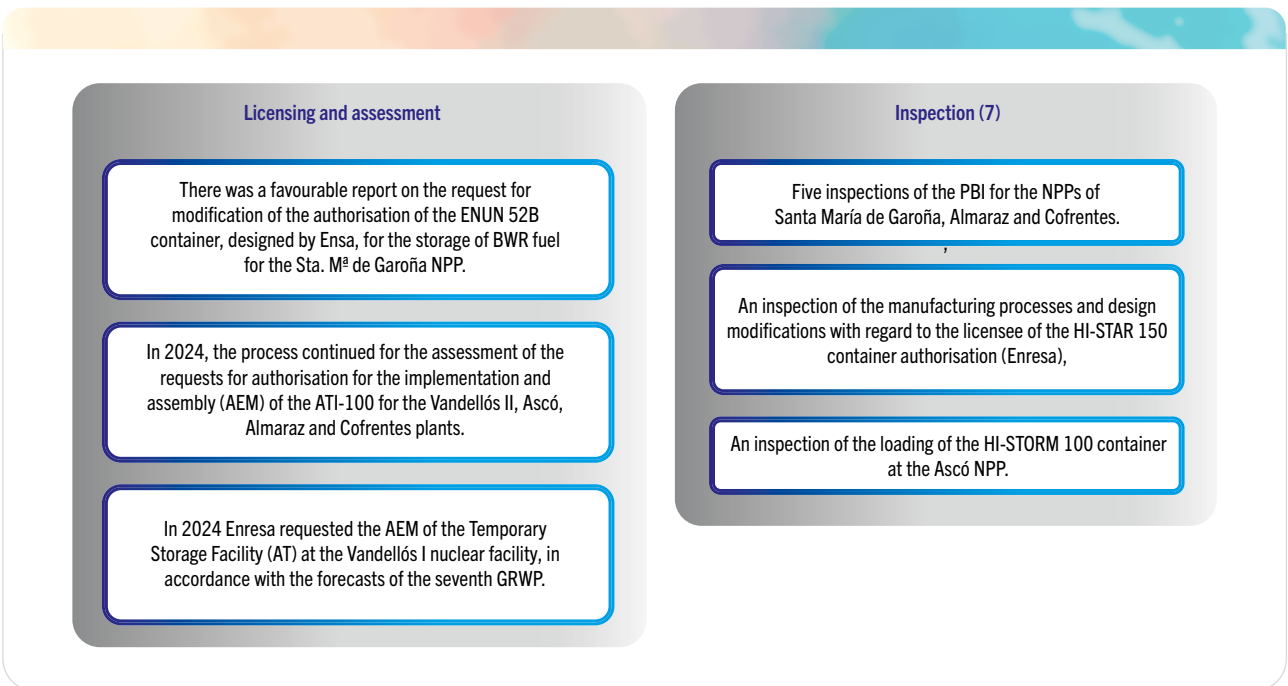 Licensing and assessment
There was a favourable report on the request for
modification of the authorisation of the ENUN 52B
container, designed by Ensa, for the storage of BWR fuel
for the Sta. Mª de Garoña NPP.
In 2024, the process continued for the assessment of the
requests for authorisation for the implementation and
assembly (AEM) of the ATI-100 for the Vandellós II, Ascó,
Almaraz and Cofrentes plants.
In 2024 Enresa requested the AEM of the Temporary
Storage Facility (AT) at the Vandellós I nuclear facility, in
accordance with the forecasts of the seventh GRWP.
Inspection (7)
Five inspections of the PBI for the NPPs of
Santa María de Garoña, Almaraz and Cofrentes.
,
An inspection of the manufacturing processes and design
modifications with regard to the licensee of the HI-STAR 150
container authorisation (Enresa),
An inspection of the loading of the HI-STORM 100 container
at the Ascó NPP.